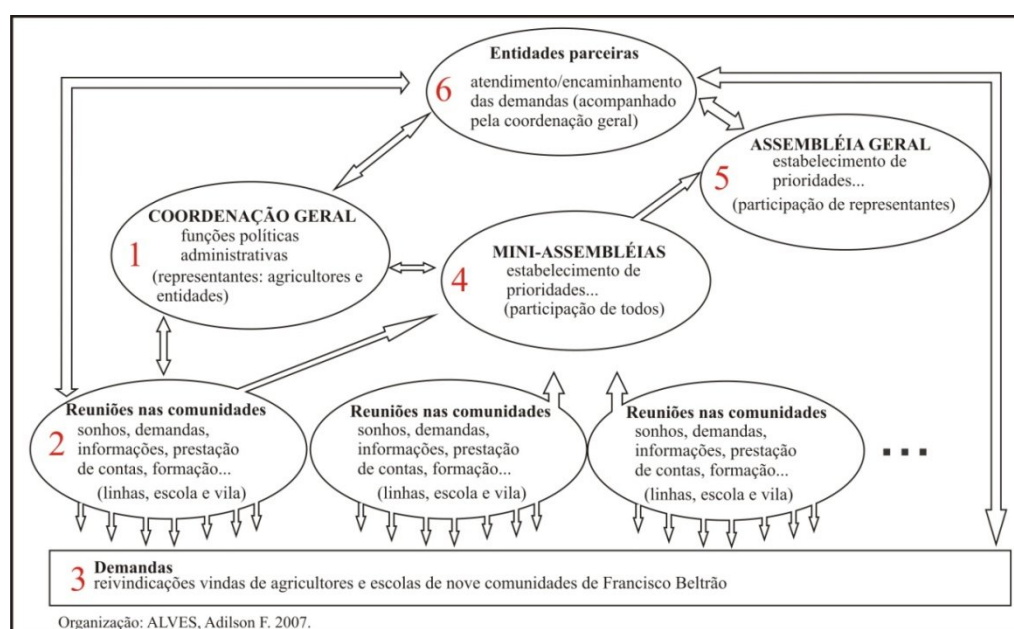 Entidades parceiras
6
atendimento/encaminhamento
das demandas (acompanhado
pela coordenação geral)
ASSEMBLÉIA GERAL
5
estabelecimento de
prioridades...
(participação de representantes)
COORDENAÇÃO GERAL
1
funções políticas
administrativas
(representantes: agricultores e
entidades)
MINI-ASSEMBLÉIAS
4
estabelecimento de
prioridades...
(participação de todos)
Reuniões nas comunidades
2
sonhos, demandas,
informações, prestação
de contas, formação...
(linhas, escola e vila)
Reuniões nas comunidades
sonhos, demandas,
informações, prestação
de contas, formação...
(linhas, escola e vila)
Reuniões nas comunidades
sonhos, demandas,
informações, prestação
de contas, formação...
(linhas, escola e vila)
...
3 Demandas
reivindicações vindas de agricultores e escolas de nove comunidades de Francisco Beltrão
Organização: ALVES, Adilson F. 2007.